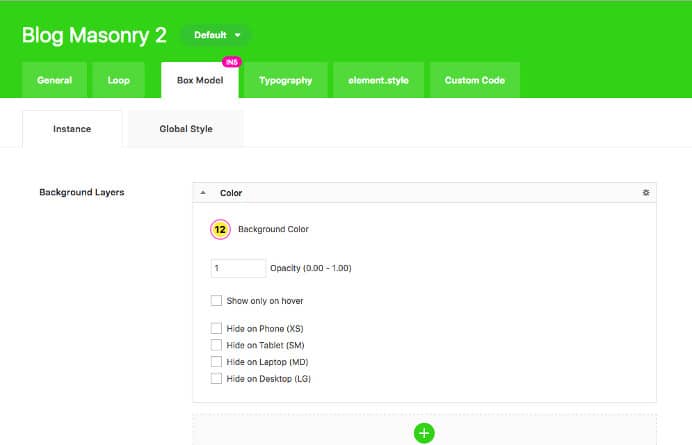 Blog Masonry 2 Default
INS
General Loop Box Model Typography element.style Custom Code
Instance Global Style
Background Layers Color
12 Background Color
1 Opacity (0.00 - 1.00)
Show only on hover
Hide on Phone (XS)
Hide on Tablet (SM)
Hide on Laptop (MD)
Hide on Desktop (LG)